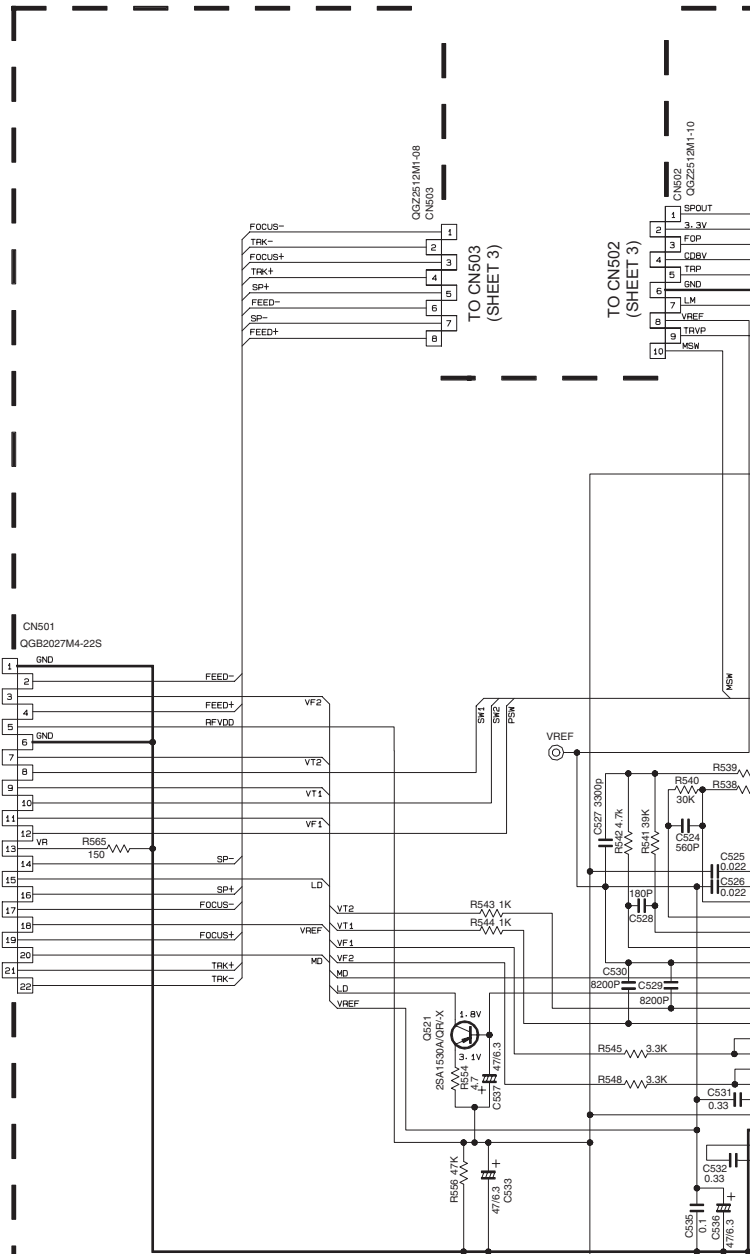 QGZ2512M1-08
CN503
FOCUS-
TRK-
FOCUS+
TRK+
SP+
FEED-
SP-
FEED+
1
2
3
4
5
6
7
8
TO CN503
(SHEET 3)
TO CN502
(SHEET 3)
CN502
QGZ2512M1-10
1 SPOUT
2 3.3V
3 FOP
4 CD8V
5 TRP
6 GND
7 LM
8 VREF
9 TRVP
10 MSW
MSW
CN501
QGB2027M4-22S
1 GND
2 FEED-
3 VF2
4 FEED+
5 RFVDD
6 GND
7 VT2
8
9 VT1
10
11 VF1
12
13 VR R565
150
14 SP-
15 LD
16 SP+
17 FOCUS-
18 VREF
19 FOCUS+
20 MD
21 TRK+
22 TRK-
SW1
SW2
PSW
VREF
VT2
VT1
VF1
VF2
MD
LD
VREF
R543 1K
R544 1K
Q521
2SA1530A/QR/-X
1.8V
3.1V
R554
4.7
47/6.3
+
C537
R556 47K
+
47/6.3
C533
C527 3300p
R542 4.7k
R541 39K
R539
R538
R540
30K
C524
560P
C525
0.022
C526
0.022
180P
C528
C530
8200P
C529
8200P
R545 3.3K
R548 3.3K
C531
0.33
C532
0.33
C535
0.1
C536
47/6.3
+